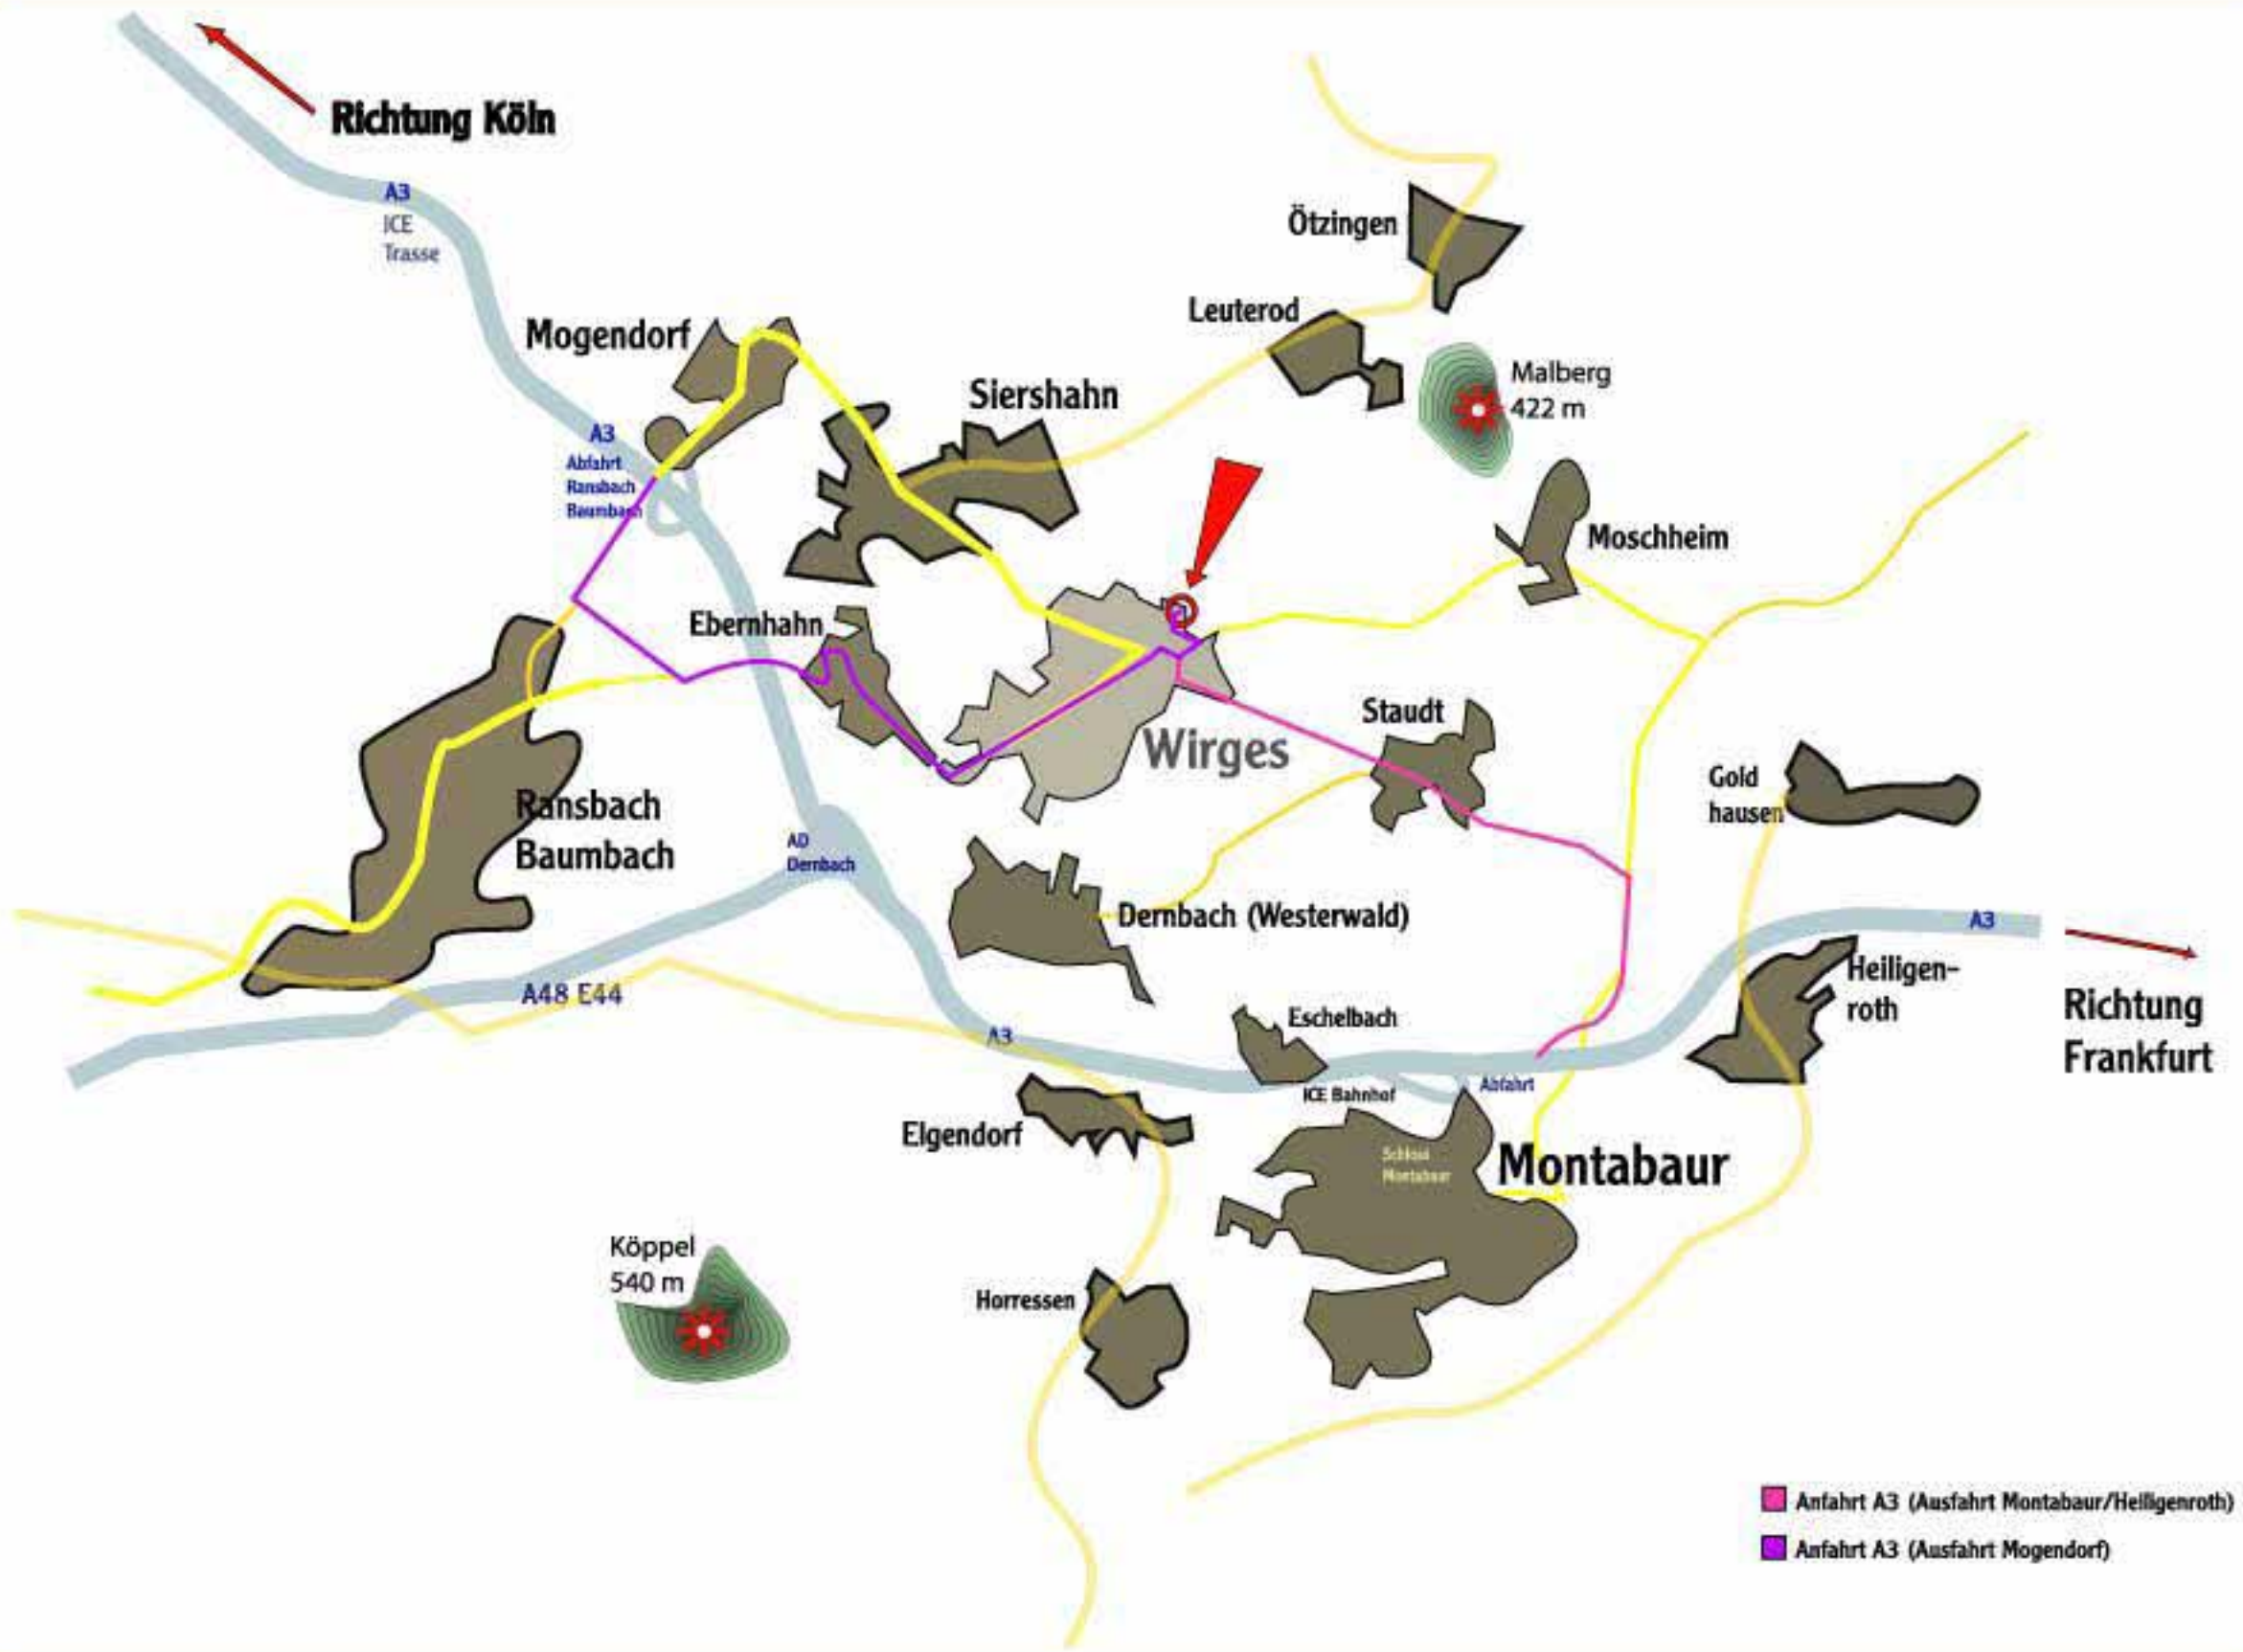 Richtung Köln
A3
ICE
Trasse
Ötzingen
Leuterod
Mogendorf
Malberg
422 m
Siershahn
A3
Abfahrt
Ransbach
Baumbach
Moschheim
Ebernhahn
Staudt
Wirges
Gold
hausen
Ransbach
Baumbach
AD
Dernbach
Dernbach (Westerwald)
A3
Heiligen-
roth
A48 E44
Richtung
Frankfurt
Eschelbach
A3
Abfahrt
ICE Bahnhof
Elgendorf
Schloss
Montabaur
Montabaur
Köppel
540 m
Horressen
Anfahrt A3 (Ausfahrt Montabaur/Heiligenroth)
Anfahrt A3 (Ausfahrt Mogendorf)